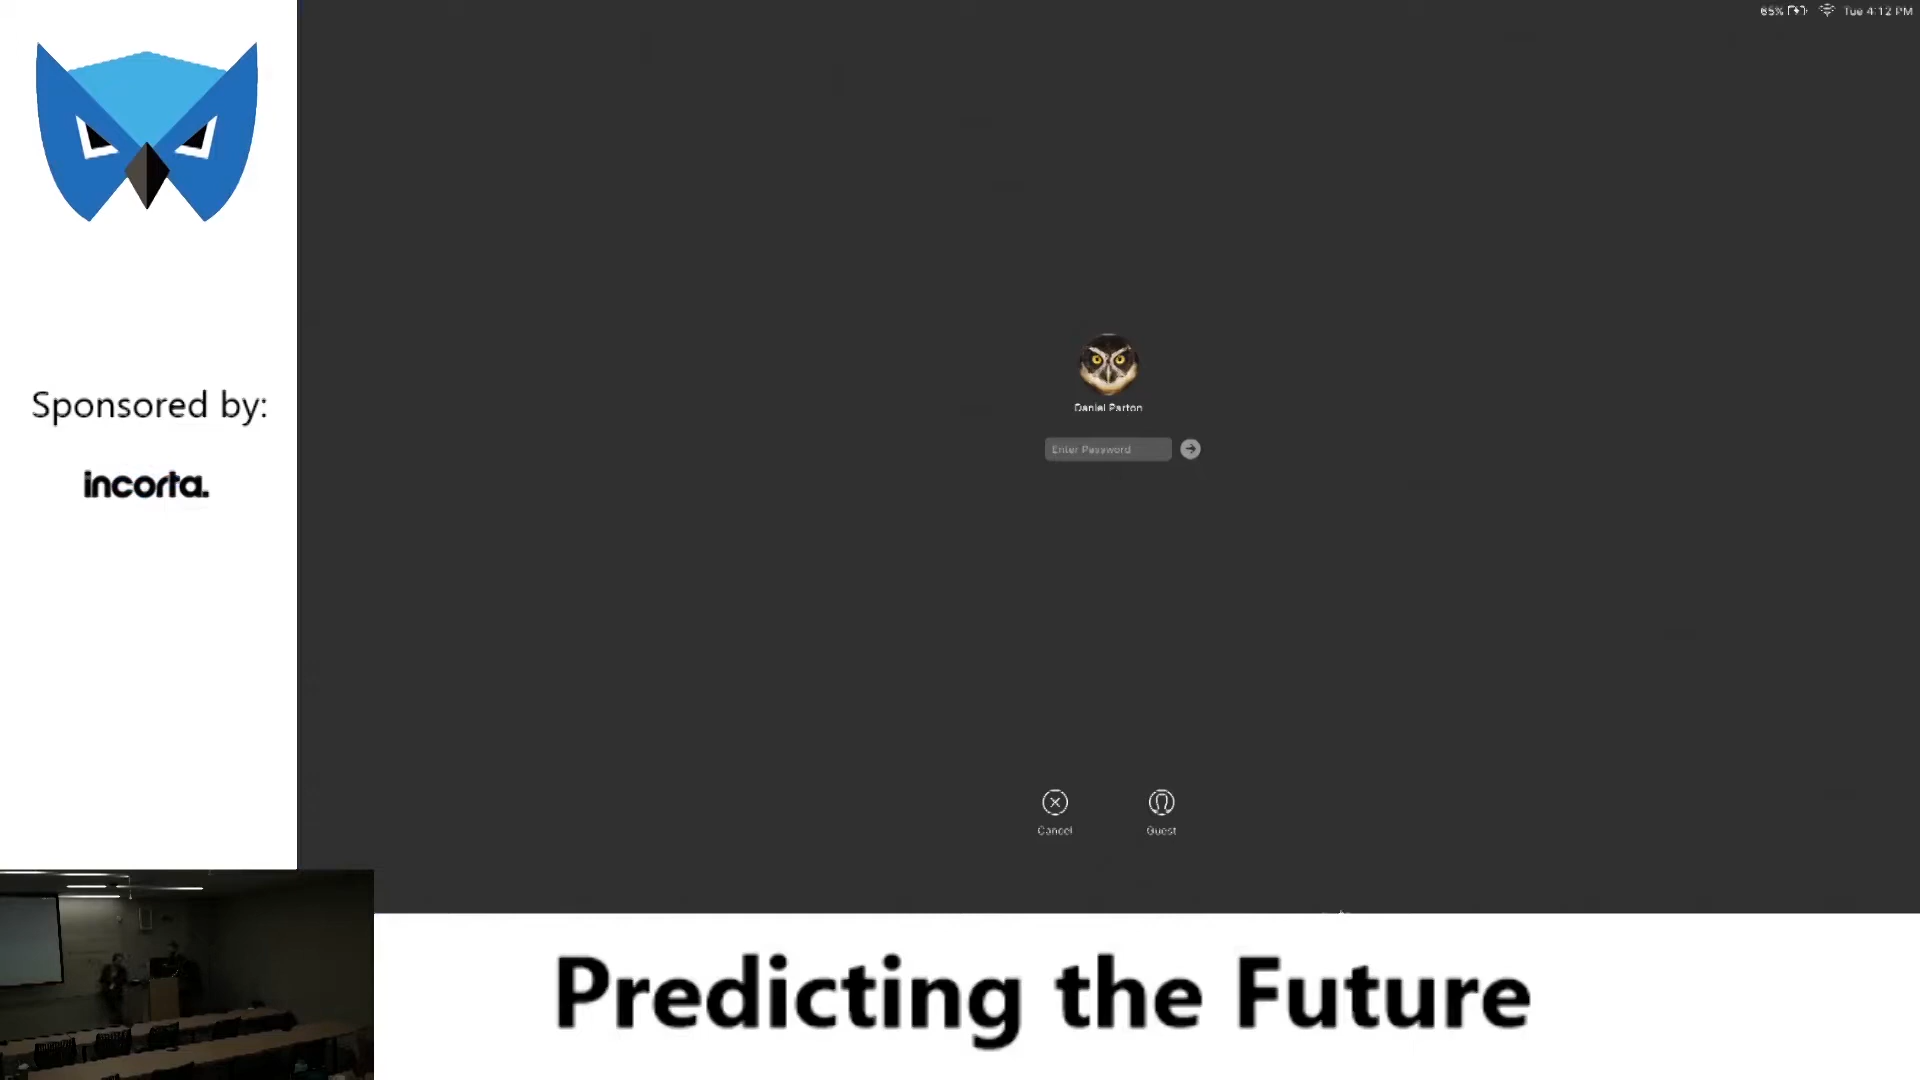 65% Tue 4:12 PM
Sponsored by:
incorta.
Daniel Parton
Enter Password
Cancel
Guest
Predicting the Future